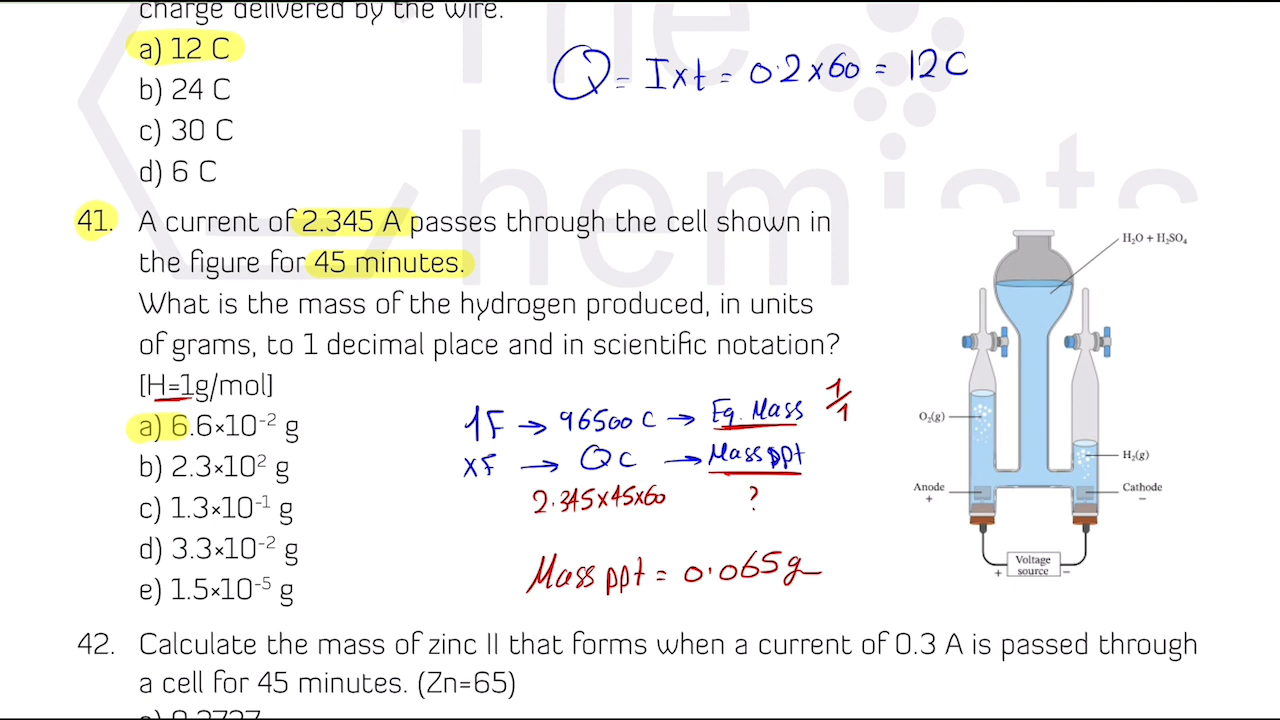 charge delivered by the wire.
a) 12 C
b) 24 C
c) 30 C
d) 6 C
Q = I x t = 0.2 x 60 = 12 C
The
Chemists
41. A current of 2.345 A passes through the cell shown in
the figure for 45 minutes.
What is the mass of the hydrogen produced, in units
of grams, to 1 decimal place and in scientific notation?
[H=1g/mol]
a) 6.6×10⁻² g
b) 2.3×10² g
c) 1.3×10⁻¹ g
d) 3.3×10⁻² g
e) 1.5×10⁻⁵ g
1F → 96500 C → Eq. Mass 1/1
XF → Q C → Mass ppt
2.345x45x60 ?
Mass ppt = 0.065g
H₂O + H₂SO₄
O₂(g)
H₂(g)
Anode
+
Cathode
−
Voltage
+ source −
42. Calculate the mass of zinc II that forms when a current of 0.3 A is passed through
a cell for 45 minutes. (Zn=65)